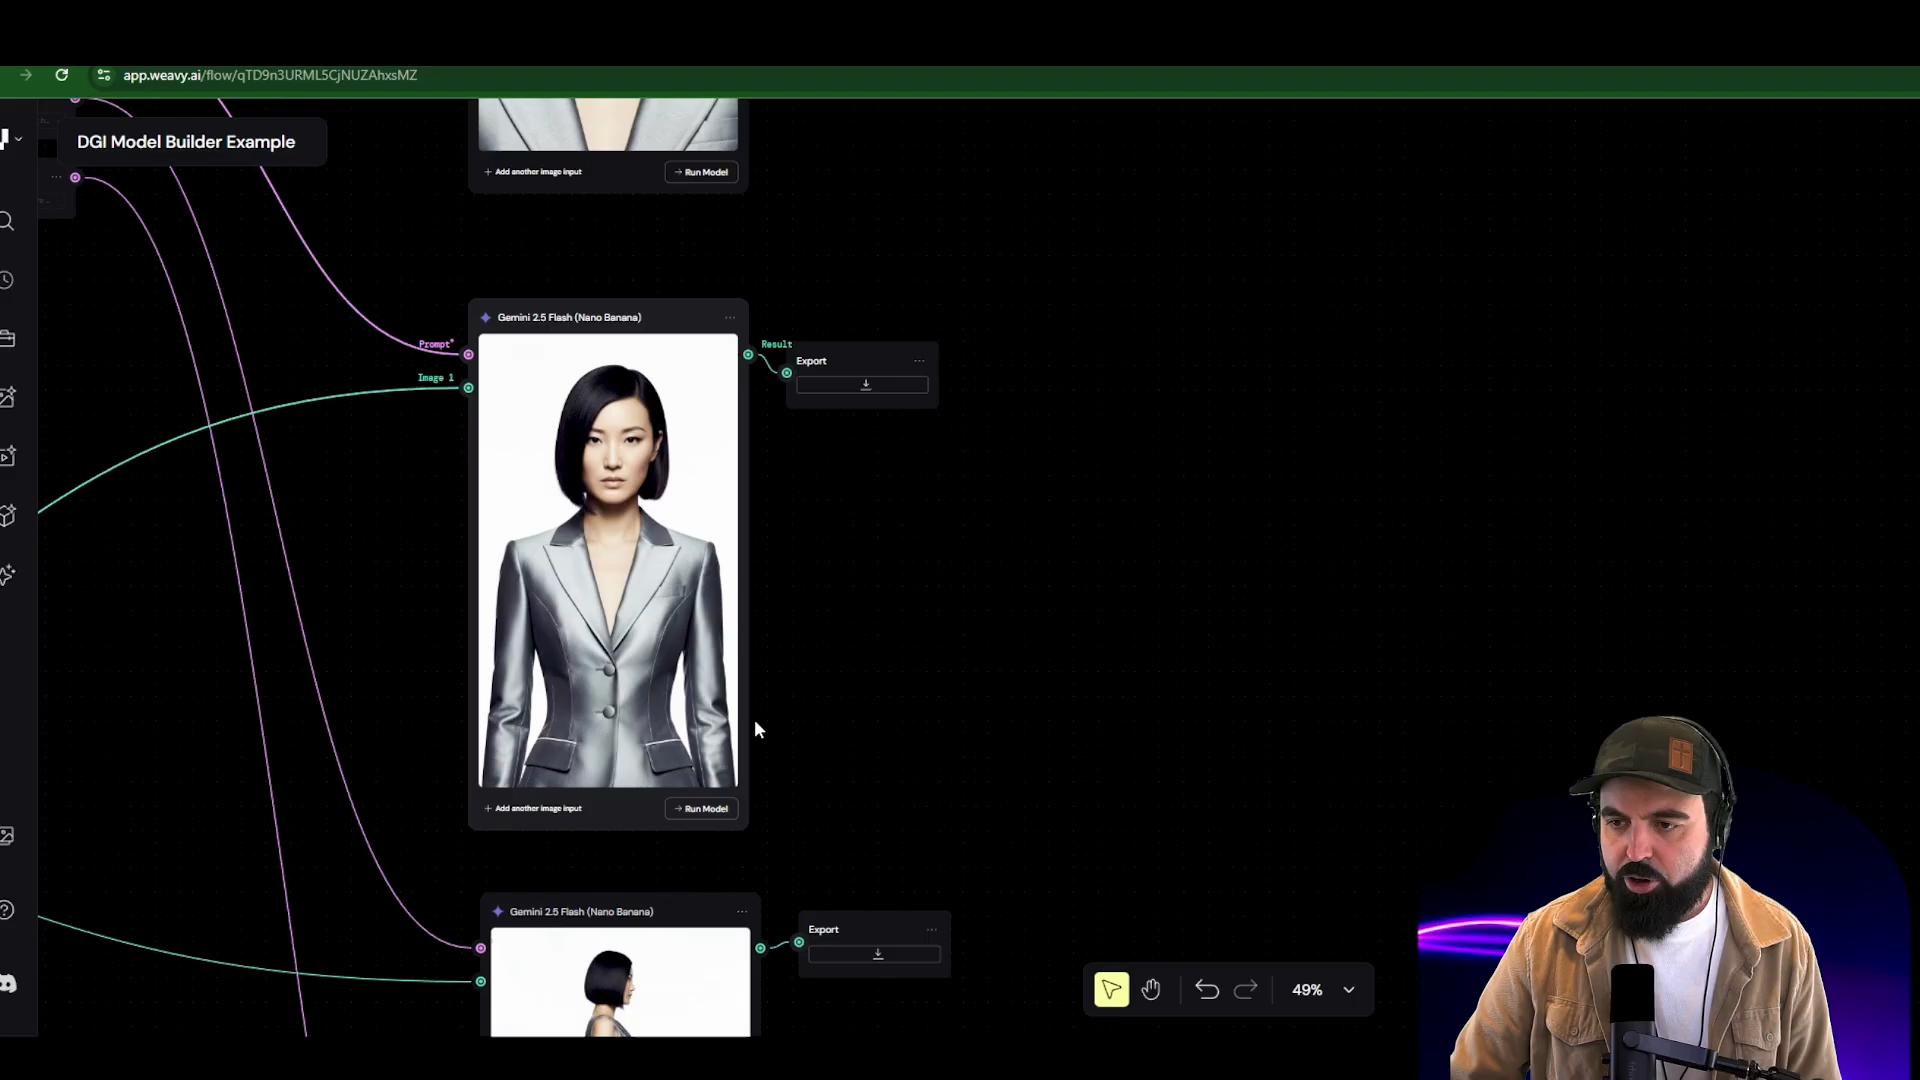 app.weavy.ai/flow/qTD9n3URML5CjNUZAhxsMZ
DGI Model Builder Example
+ Add another image input
→ Run Model
Gemini 2.5 Flash (Nano Banana)
Prompt*
Image 1
Result
Export
+ Add another image input
→ Run Model
Gemini 2.5 Flash (Nano Banana)
Export
49%